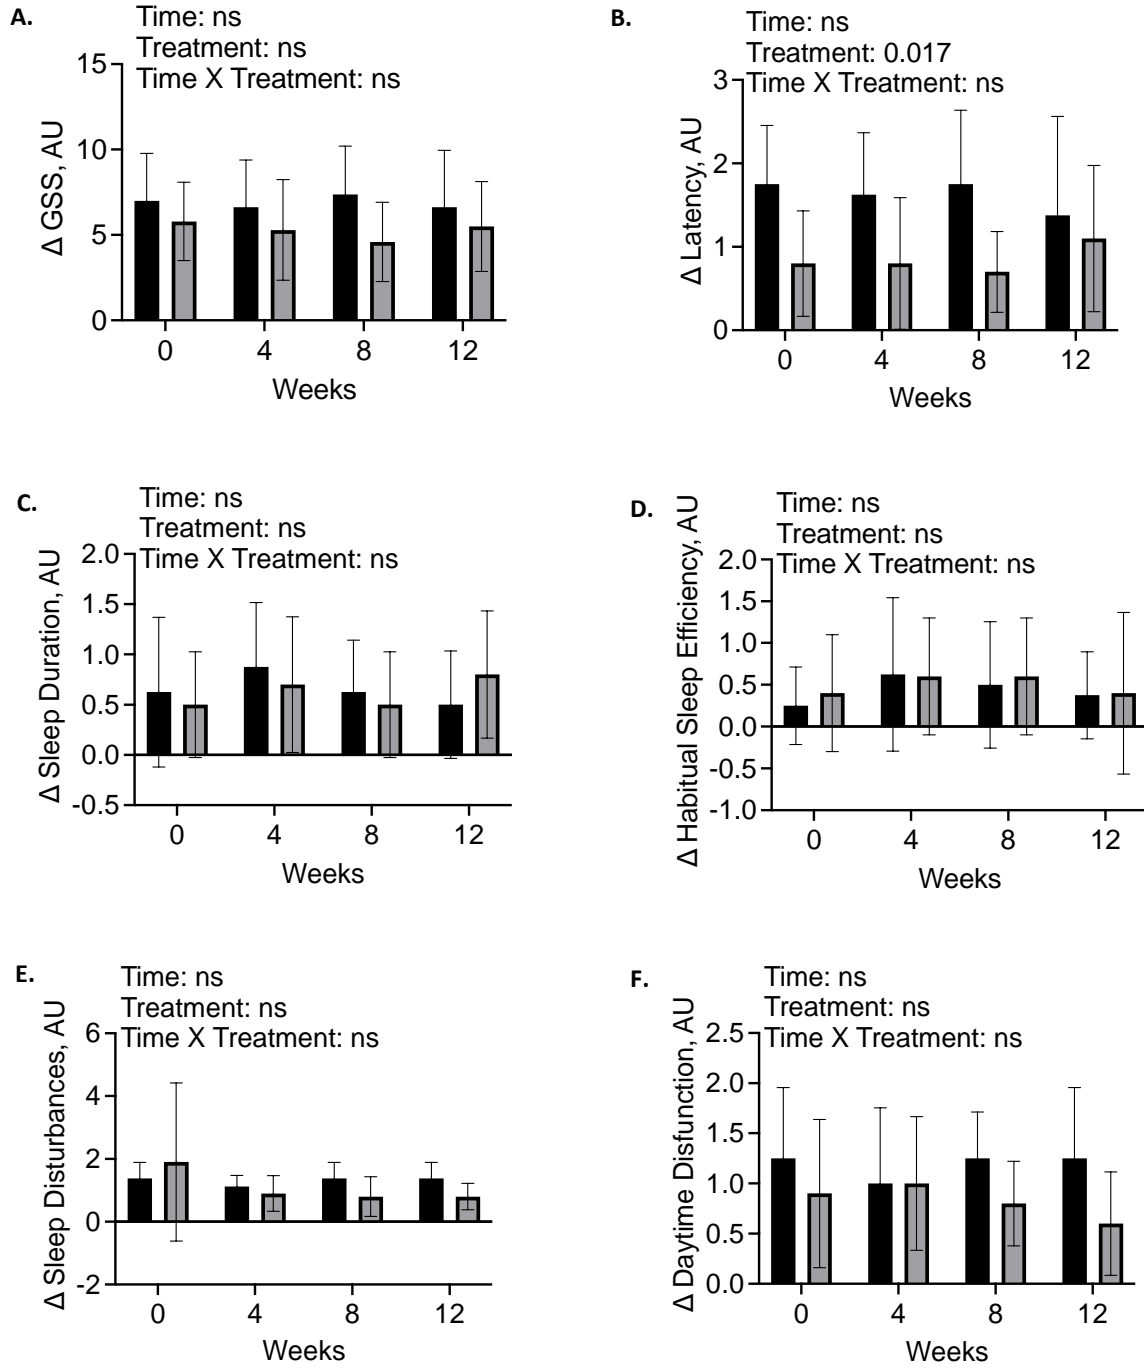 A.
Time: ns
Treatment: ns
Time X Treatment: ns
15
10
5
0
Δ GSS, AU
0 4 8 12
Weeks
B.
Time: ns
Treatment: 0.017
Time X Treatment: ns
3
2
1
0
Δ Latency, AU
0 4 8 12
Weeks
C.
Time: ns
Treatment: ns
Time X Treatment: ns
2.0
1.5
1.0
0.5
0.0
-0.5
Δ Sleep Duration, AU
0 4 8 12
Weeks
D.
Time: ns
Treatment: ns
Time X Treatment: ns
2.0
1.5
1.0
0.5
0.0
-0.5
-1.0
Δ Habitual Sleep Efficiency, AU
0 4 8 12
Weeks
E.
Time: ns
Treatment: ns
Time X Treatment: ns
6
4
2
0
-2
Δ Sleep Disturbances, AU
0 4 8 12
Weeks
F.
Time: ns
Treatment: ns
Time X Treatment: ns
2.5
2.0
1.5
1.0
0.5
0.0
Δ Daytime Disfunction, AU
0 4 8 12
Weeks